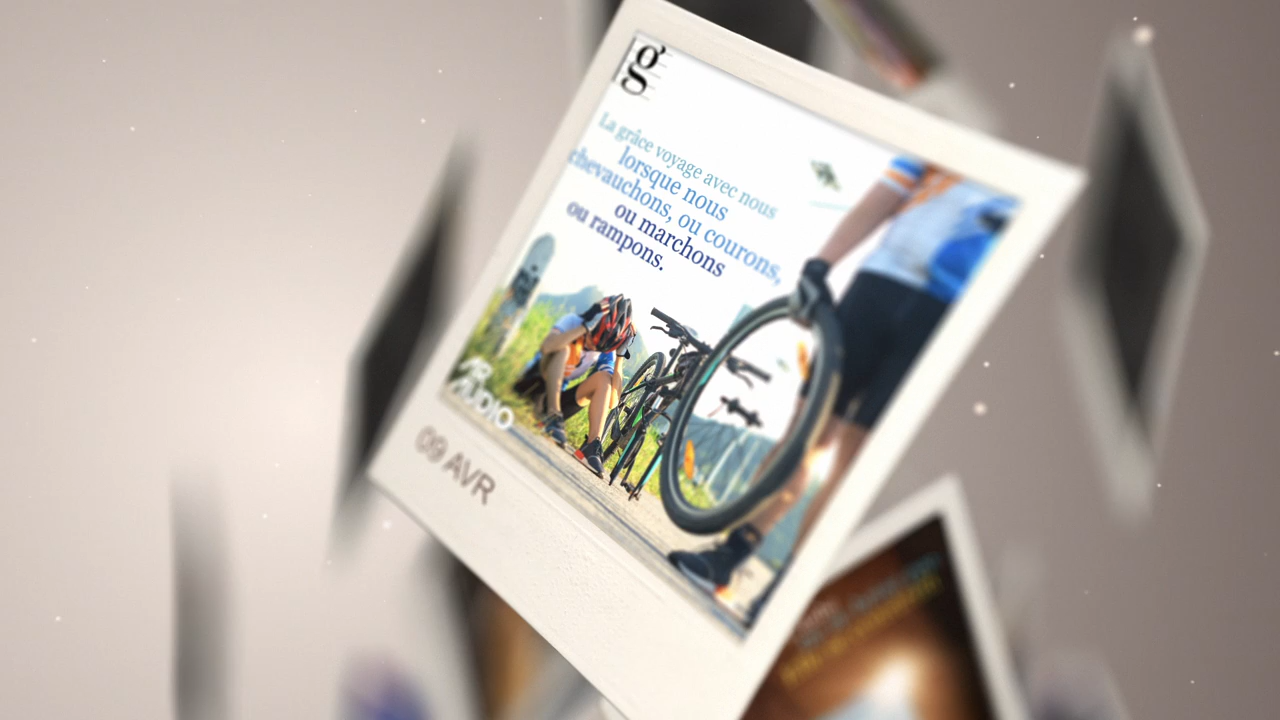 g
La grâce voyage avec nous
lorsque nous
chevauchons, ou courons,
ou marchons
ou rampons.
09 AVR